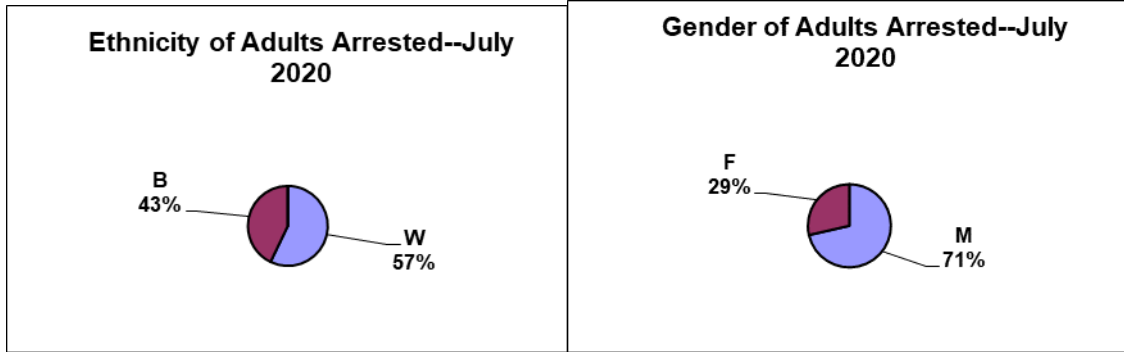 Ethnicity of Adults Arrested--July
2020
B
43%
W
57%
Gender of Adults Arrested--July
2020
F
29%
M
71%